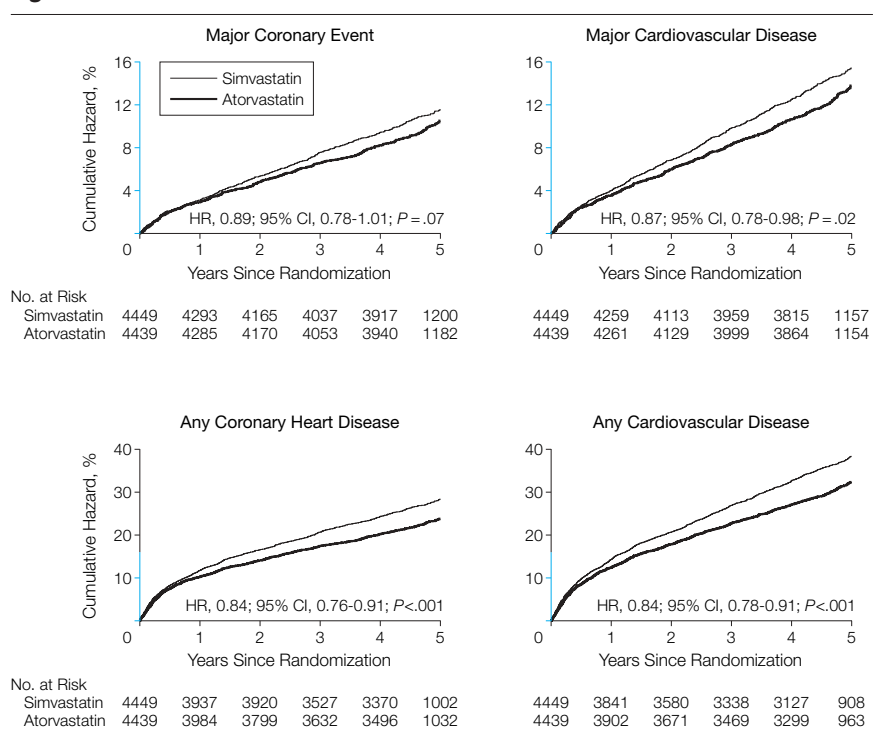 Major Coronary Event
16
12
8
4
Cumulative Hazard, %
Simvastatin
Atorvastatin
HR, 0.89; 95% CI, 0.78-1.01; P = .07
0 1 2 3 4 5
Years Since Randomization
No. at Risk
Simvastatin 4449 4293 4165 4037 3917 1200
Atorvastatin 4439 4285 4170 4053 3940 1182
Major Cardiovascular Disease
16
12
8
4
HR, 0.87; 95% CI, 0.78-0.98; P = .02
0 1 2 3 4 5
Years Since Randomization
4449 4259 4113 3959 3815 1157
4439 4261 4129 3999 3864 1154
Any Coronary Heart Disease
40
30
20
10
Cumulative Hazard, %
HR, 0.84; 95% CI, 0.76-0.91; P<.001
0 1 2 3 4 5
Years Since Randomization
No. at Risk
Simvastatin 4449 3937 3920 3527 3370 1002
Atorvastatin 4439 3984 3799 3632 3496 1032
Any Cardiovascular Disease
40
30
20
10
HR, 0.84; 95% CI, 0.78-0.91; P<.001
0 1 2 3 4 5
Years Since Randomization
4449 3841 3580 3338 3127 908
4439 3902 3671 3469 3299 963